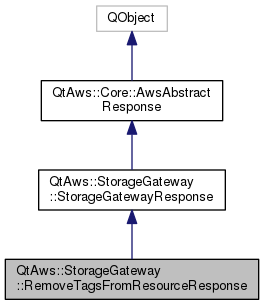 QObject
QtAws::Core::AwsAbstract
Response
QtAws::StorageGateway
::StorageGatewayResponse
QtAws::StorageGateway
::RemoveTagsFromResourceResponse